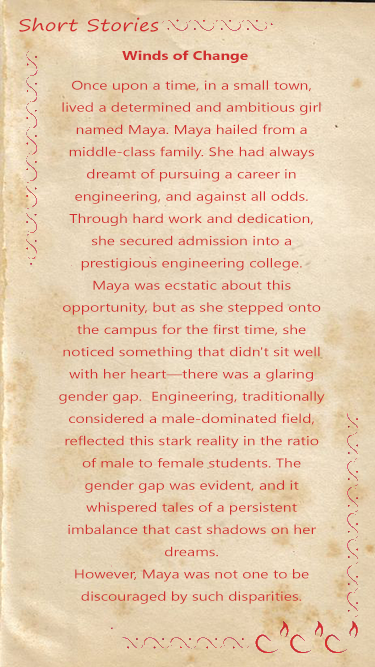 Short Stories
Winds of Change
Once upon a time, in a small town,
lived a determined and ambitious girl
named Maya. Maya hailed from a
middle-class family. She had always
dreamt of pursuing a career in
engineering, and against all odds.
Through hard work and dedication,
she secured admission into a
prestigious engineering college.
Maya was ecstatic about this
opportunity, but as she stepped onto
the campus for the first time, she
noticed something that didn't sit well
with her heart—there was a glaring
gender gap.  Engineering, traditionally
considered a male-dominated field,
reflected this stark reality in the ratio
of male to female students. The
gender gap was evident, and it
whispered tales of a persistent
imbalance that cast shadows on her
dreams.
However, Maya was not one to be
discouraged by such disparities.